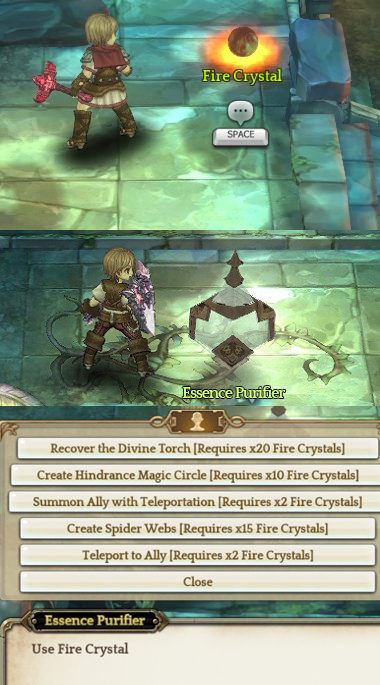 Fire Crystal
...
SPACE
Essence Purifier
Recover the Divine Torch [Requires x20 Fire Crystals]
Create Hindrance Magic Circle [Requires x10 Fire Crystals]
Summon Ally with Teleportation [Requires x2 Fire Crystals]
Create Spider Webs [Requires x15 Fire Crystals]
Teleport to Ally [Requires x2 Fire Crystals]
Close
Essence Purifier
Use Fire Crystal